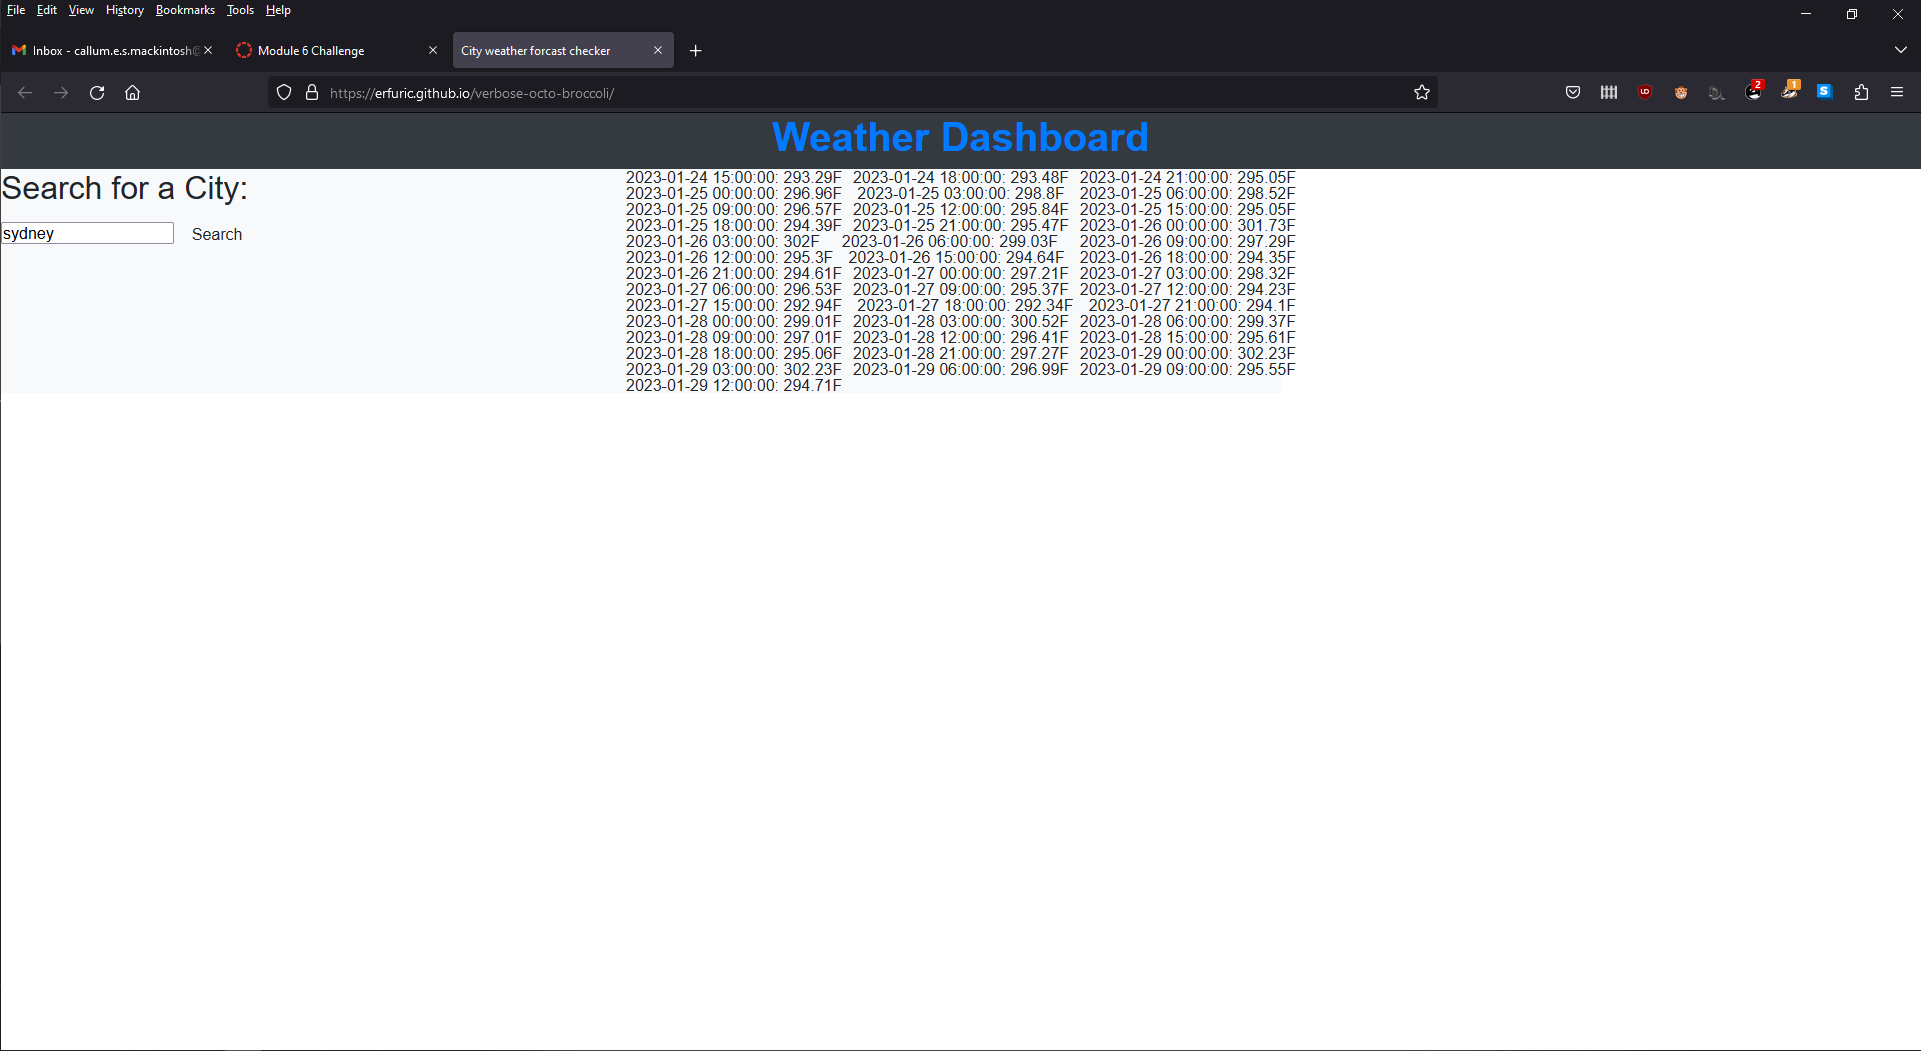 File Edit View History Bookmarks Tools Help
Inbox - callum.e.s.mackintosh@ Module 6 Challenge City weather forcast checker
https://erfuric.github.io/verbose-octo-broccoli/ UD 2 1 S
Weather Dashboard
Search for a City:
sydney Search
2023-01-24 15:00:00: 293.29F 2023-01-24 18:00:00: 293.48F 2023-01-24 21:00:00: 295.05F
2023-01-25 00:00:00: 296.96F 2023-01-25 03:00:00: 298.8F 2023-01-25 06:00:00: 298.52F
2023-01-25 09:00:00: 296.57F 2023-01-25 12:00:00: 295.84F 2023-01-25 15:00:00: 295.05F
2023-01-25 18:00:00: 294.39F 2023-01-25 21:00:00: 295.47F 2023-01-26 00:00:00: 301.73F
2023-01-26 03:00:00: 302F 2023-01-26 06:00:00: 299.03F 2023-01-26 09:00:00: 297.29F
2023-01-26 12:00:00: 295.3F 2023-01-26 15:00:00: 294.64F 2023-01-26 18:00:00: 294.35F
2023-01-26 21:00:00: 294.61F 2023-01-27 00:00:00: 297.21F 2023-01-27 03:00:00: 298.32F
2023-01-27 06:00:00: 296.53F 2023-01-27 09:00:00: 295.37F 2023-01-27 12:00:00: 294.23F
2023-01-27 15:00:00: 292.94F 2023-01-27 18:00:00: 292.34F 2023-01-27 21:00:00: 294.1F
2023-01-28 00:00:00: 299.01F 2023-01-28 03:00:00: 300.52F 2023-01-28 06:00:00: 299.37F
2023-01-28 09:00:00: 297.01F 2023-01-28 12:00:00: 296.41F 2023-01-28 15:00:00: 295.61F
2023-01-28 18:00:00: 295.06F 2023-01-28 21:00:00: 297.27F 2023-01-29 00:00:00: 302.23F
2023-01-29 03:00:00: 302.23F 2023-01-29 06:00:00: 296.99F 2023-01-29 09:00:00: 295.55F
2023-01-29 12:00:00: 294.71F